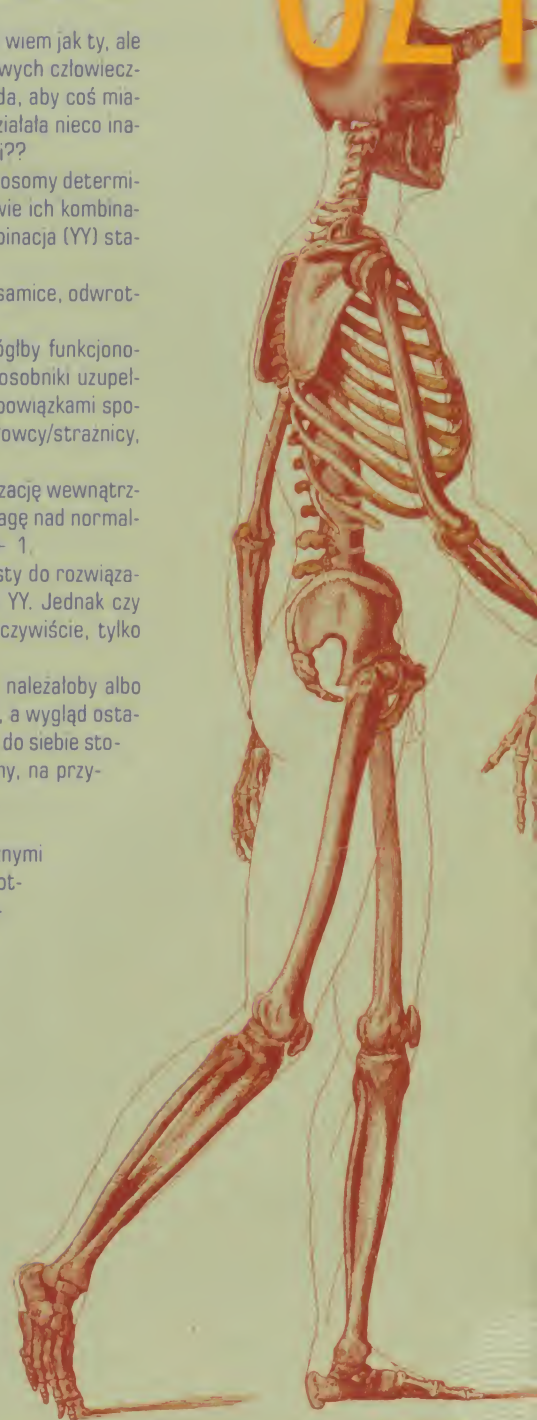 wiem jak ty, ale
wych człowiecz-
da, aby coś mia-
ziałała nieco ina-
i??
osomy determi-
wie ich kombina-
binacja (YY) sta-
samice, odwrot-
ógłby funkcjono-
osobniki uzupeł-
powiązkami spo-
owcy/strażnicy,
zację wewnątrz-
agę nad normal-
- 1.
sty do rozwiąza-
YY. Jednak czy
czywiście, tylko
należałoby albo
, a wygląd osta-
do siebie sto-
ny, na przy-
wnymi
ot-